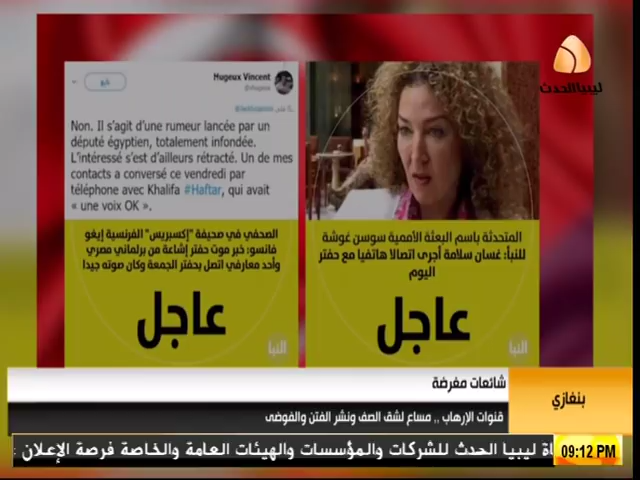 ليبيا الحدث
Hugeux Vincent
Non. Il s'agit d'une rumeur lancée par un
député égyptien, totalement infondée.
L'intéressé s'est d'ailleurs rétracté. Un de mes
contacts a conversé ce vendredi par
téléphone avec Khalifa #Haftar, qui avait
« une voix OK ».
الصحفي في صحيفة "إكسبريس" الفرنسية إيغو
فانسو: خبر موت حفتر إشاعة من برلماني مصري
وأحد معارفي اتصل بحفتر الجمعة وكان صوته جيدا
عاجل
النبأ
المتحدثة باسم البعثة الأممية سوسن غوشة
للنبأ: غسان سلامة أجرى اتصالا هاتفيا مع حفتر
اليوم
عاجل
النبأ
بنغازي
شائعات مغرضة
قنوات الإرهاب .. مساع لشق الصف ونشر الفتن والفوضى
اة ليبيا الحدث للشركات والمؤسسات والهيئات العامة والخاصة فرصة الإعلان
09:12 PM